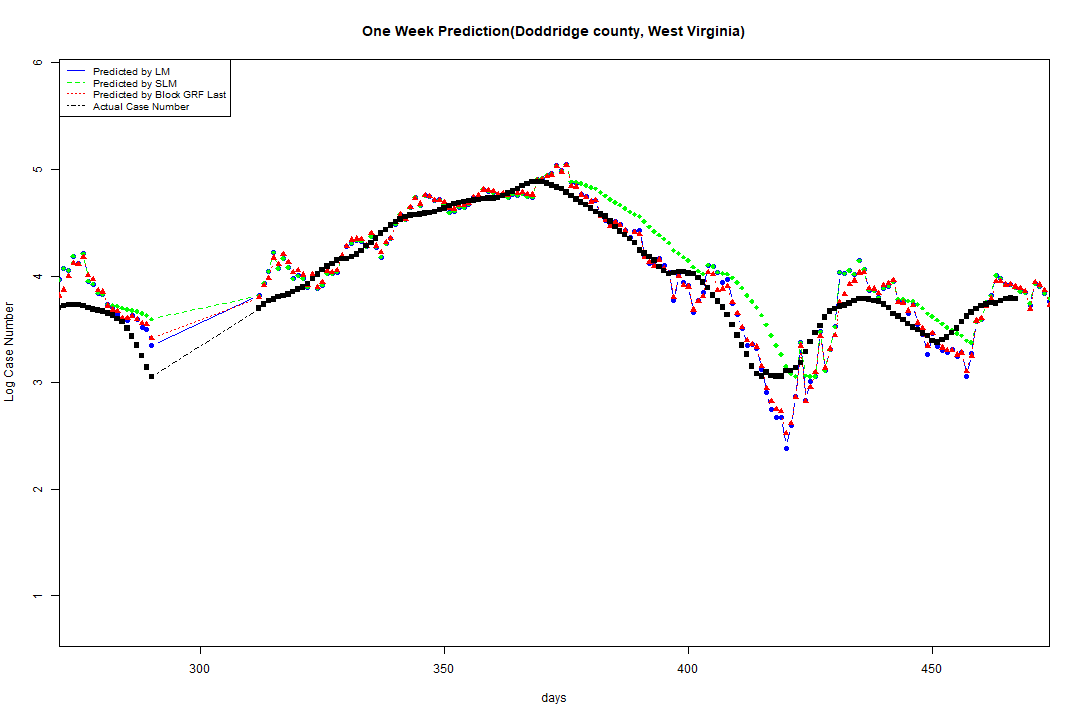 One Week Prediction(Doddridge county, West Virginia)
Predicted by LM
Predicted by SLM
Predicted by Block GRF Last
Actual Case Number
6
5
4
3
2
1
Log Case Number
300 350 400 450
days